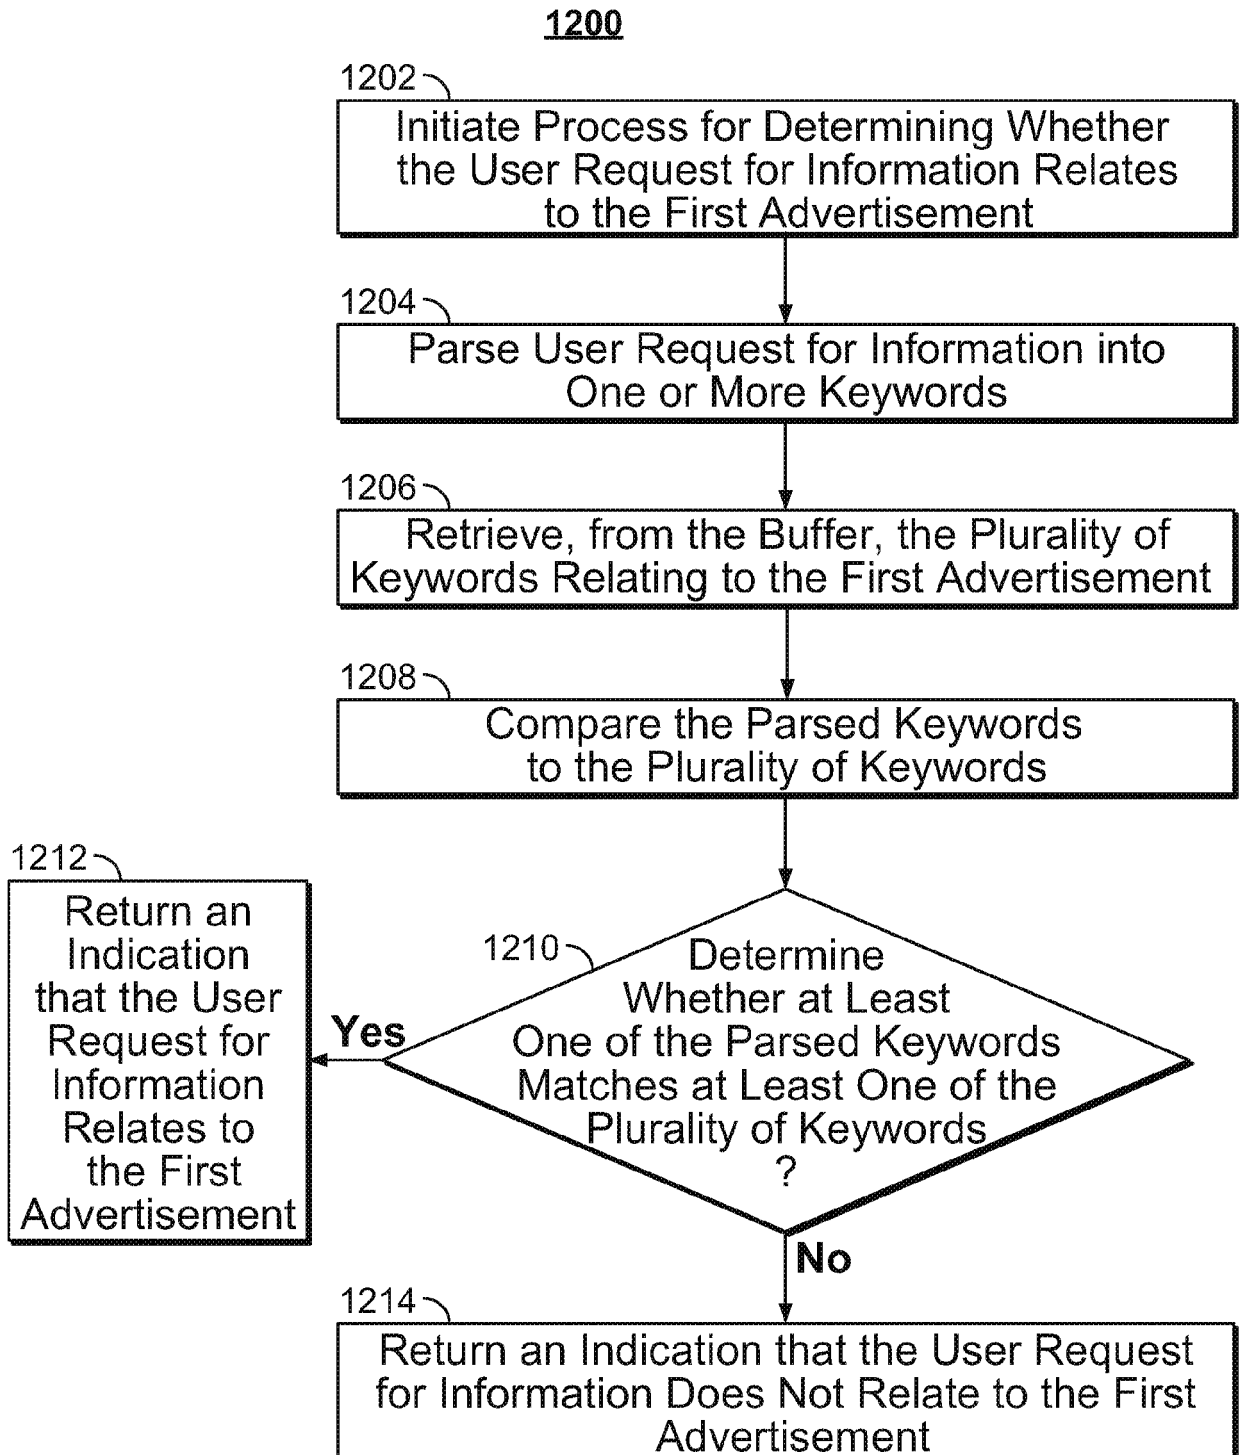 1200
1202
Initiate Process for Determining Whether
the User Request for Information Relates
to the First Advertisement
1204
Parse User Request for Information into
One or More Keywords
1206
Retrieve, from the Buffer, the Plurality of
Keywords Relating to the First Advertisement
1208
Compare the Parsed Keywords
to the Plurality of Keywords
1210
Determine
Whether at Least
One of the Parsed Keywords
Matches at Least One of the
Plurality of Keywords
?
Yes
1212
Return an
Indication
that the User
Request for
Information
Relates to
the First
Advertisement
No
1214
Return an Indication that the User Request
for Information Does Not Relate to the First
Advertisement